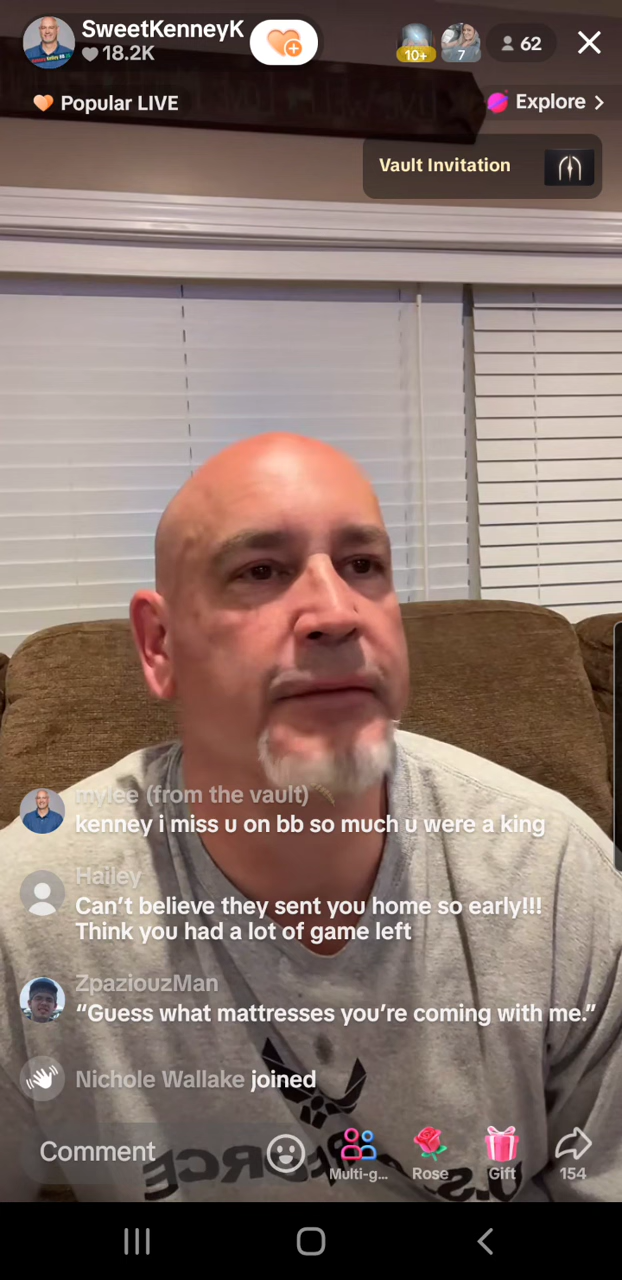 SweetKenneyK
18.2K
10+
7
62
Popular LIVE
Explore
Vault Invitation
mylee (from the vault)
kenney i miss u on bb so much u were a king
Hailey
Can't believe they sent you home so early!!!
Think you had a lot of game left
ZpaziouzMan
“Guess what mattresses you're coming with me.”
Nichole Wallake joined
Comment
Multi-g...
Rose
Gift
154
U.S. AIR FORCE